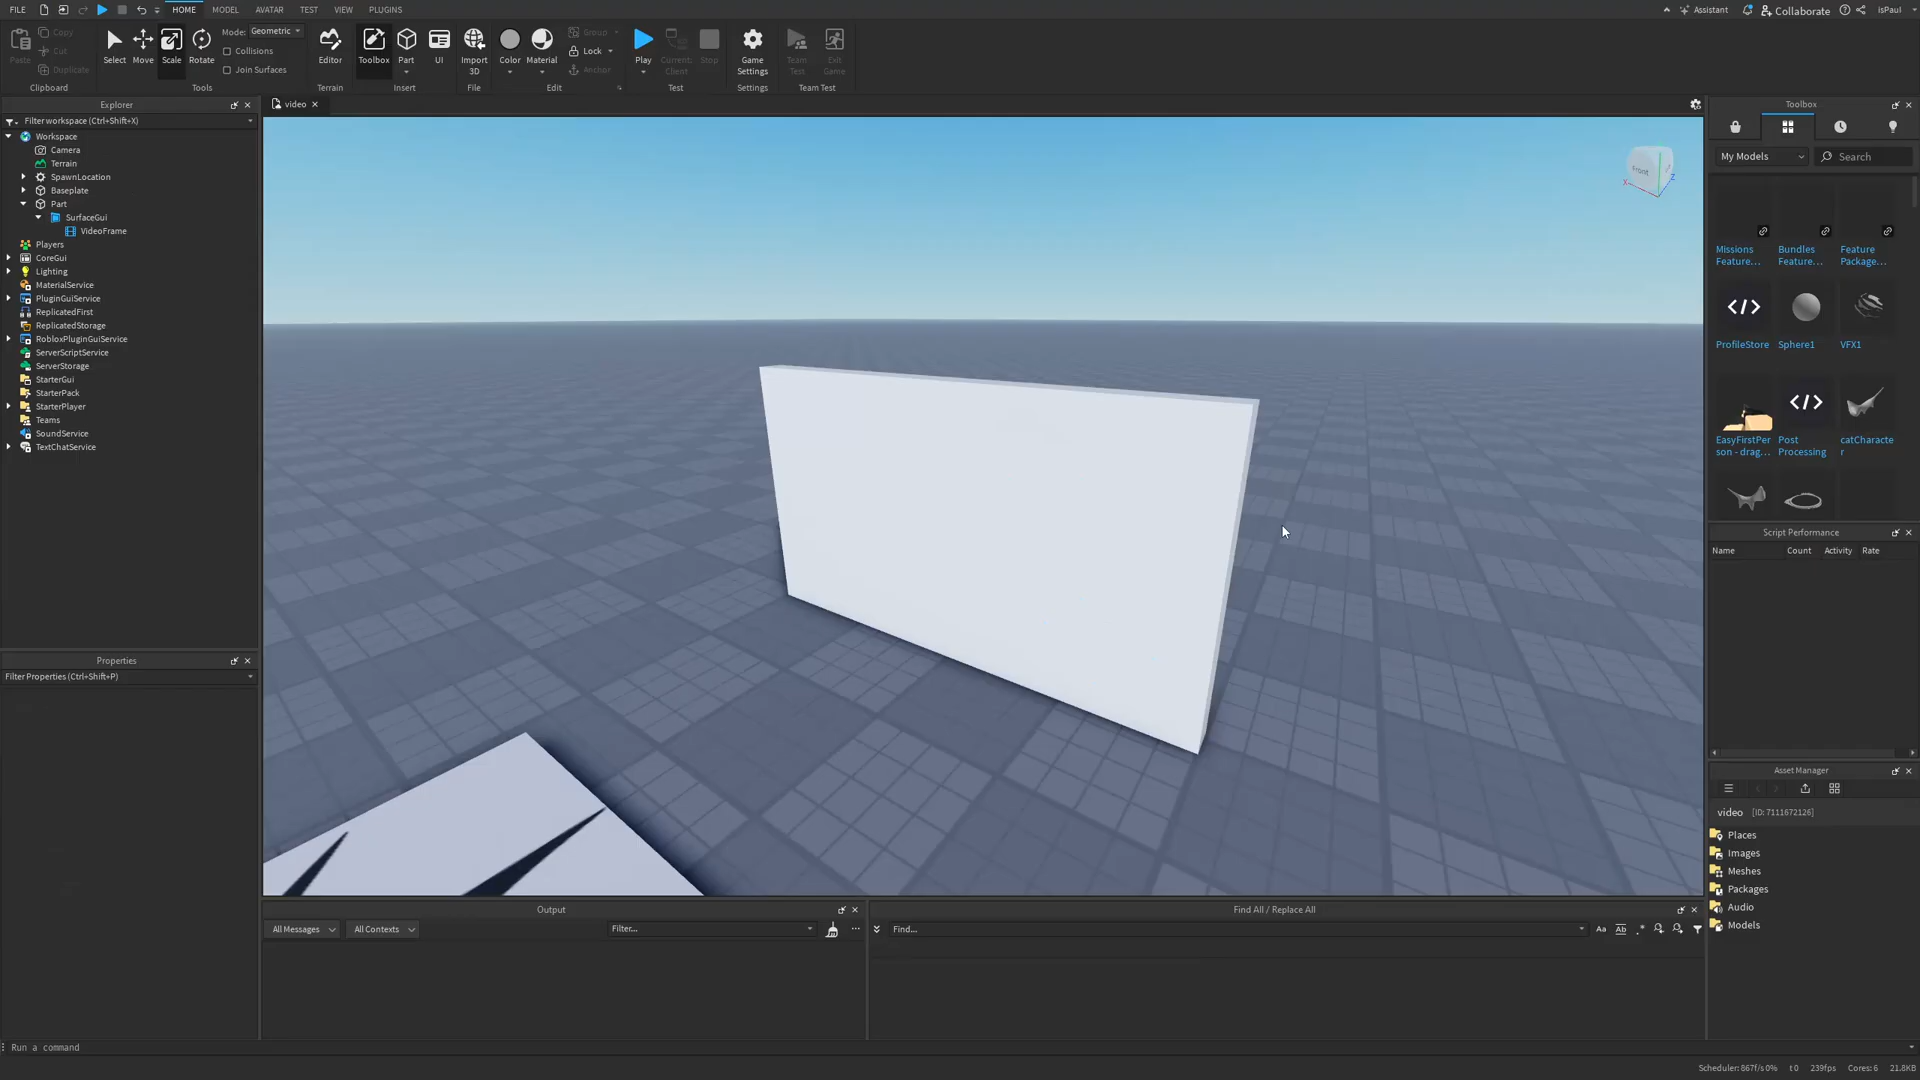 FILE HOME MODEL AVATAR TEST VIEW PLUGINS Assistant Collaborate isPaul
Paste Copy Cut Duplicate
Clipboard
Select Move Scale Rotate
Mode: Geometric
Collisions
Join Surfaces
Tools
Editor
Terrain
Toolbox Part UI
Insert
Import 3D
File
Color Material
Group
Lock
Anchor
Edit
Play Current: Client Stop
Test
Game Settings
Settings
Team Test Exit Game
Team Test
Explorer
Filter workspace (Ctrl+Shift+X)
Workspace
Camera
Terrain
SpawnLocation
Baseplate
Part
SurfaceGui
VideoFrame
Players
CoreGui
Lighting
MaterialService
PluginGuiService
ReplicatedFirst
ReplicatedStorage
RobloxPluginGuiService
ServerScriptService
ServerStorage
StarterGui
StarterPack
StarterPlayer
Teams
SoundService
TextChatService
Properties
Filter Properties (Ctrl+Shift+P)
video
Front
X
Z
Toolbox
My Models Search
Missions Feature... Bundles Feature... Feature Package...
ProfileStore Sphere1 VFX1
EasyFirstPer son - drag... Post Processing catCharacte r
Script Performance
Name Count Activity Rate
Asset Manager
video [ID: 7111672126]
Places
Images
Meshes
Packages
Audio
Models
Output
All Messages All Contexts Filter...
Find All / Replace All
Find... Aa Ab .*
Run a command
Scheduler: 867f/s 0% t 0 239fps Cores: 6 21.8KB